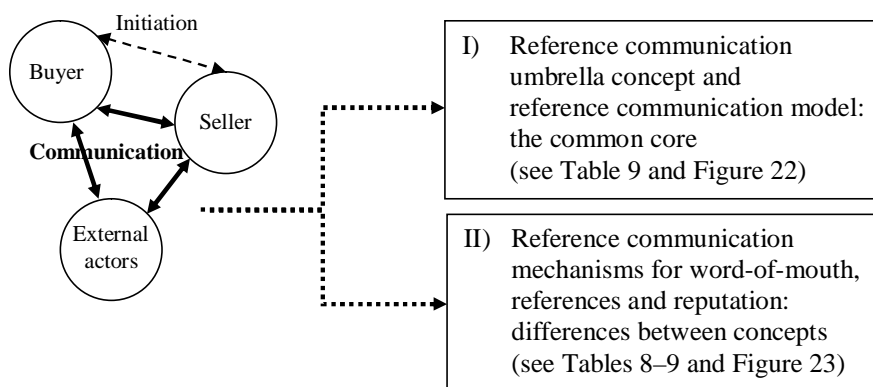 Initiation
Buyer
Seller
Communication
External
actors
I) Reference communication
umbrella concept and
reference communication model:
the common core
(see Table 9 and Figure 22)
II) Reference communication
mechanisms for word-of-mouth,
references and reputation:
differences between concepts
(see Tables 8–9 and Figure 23)